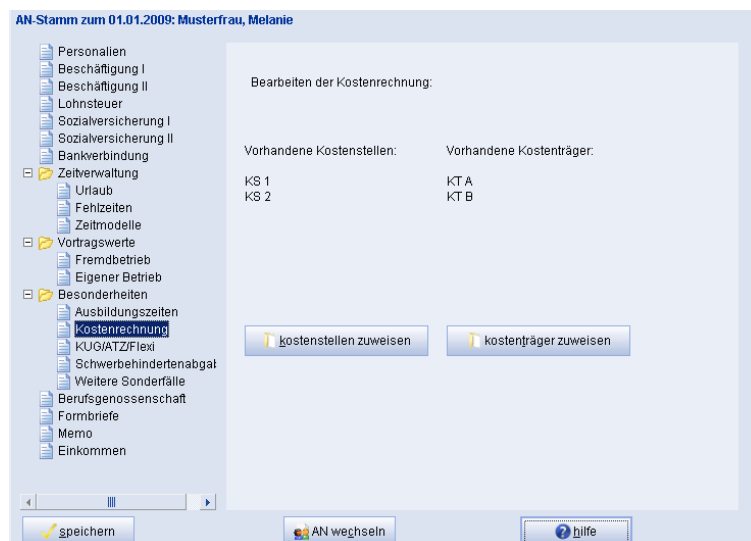 AN-Stamm zum 01.01.2009: Musterfrau, Melanie
Personalien
Beschäftigung I
Beschäftigung II
Lohnsteuer
Sozialversicherung I
Sozialversicherung II
Bankverbindung
Zeitverwaltung
Urlaub
Fehlzeiten
Zeitmodelle
Vortragswerte
Fremdbetrieb
Eigener Betrieb
Besonderheiten
Ausbildungszeiten
Kostenrechnung
KUG/ATZ/Flexi
Schwerbehindertenabgab
Weitere Sonderfälle
Berufsgenossenschaft
Formbriefe
Memo
Einkommen
Bearbeiten der Kostenrechnung:
Vorhandene Kostenstellen: Vorhandene Kostenträger:
KS 1 KT A
KS 2 KT B
kostenstellen zuweisen kostenträger zuweisen
speichern AN wechseln hilfe